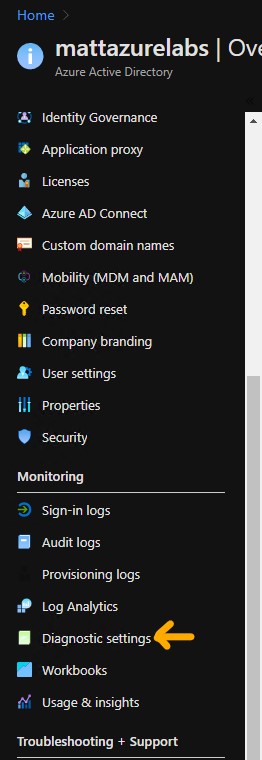 Home
mattazurelabs | Ove
Azure Active Directory
Identity Governance
Application proxy
Licenses
Azure AD Connect
Custom domain names
Mobility (MDM and MAM)
Password reset
Company branding
User settings
Properties
Security
Monitoring
Sign-in logs
Audit logs
Provisioning logs
Log Analytics
Diagnostic settings
Workbooks
Usage & insights
Troubleshooting + Support